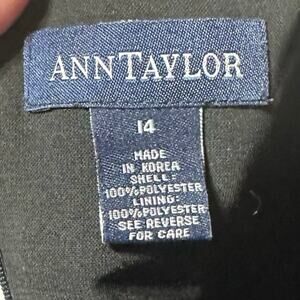 ANNTAYLOR
14
MADE
IN KOREA
SHELL:
100%POLYESTER
LINING:
100%POLYESTER
SEE REVERSE
FOR CARE